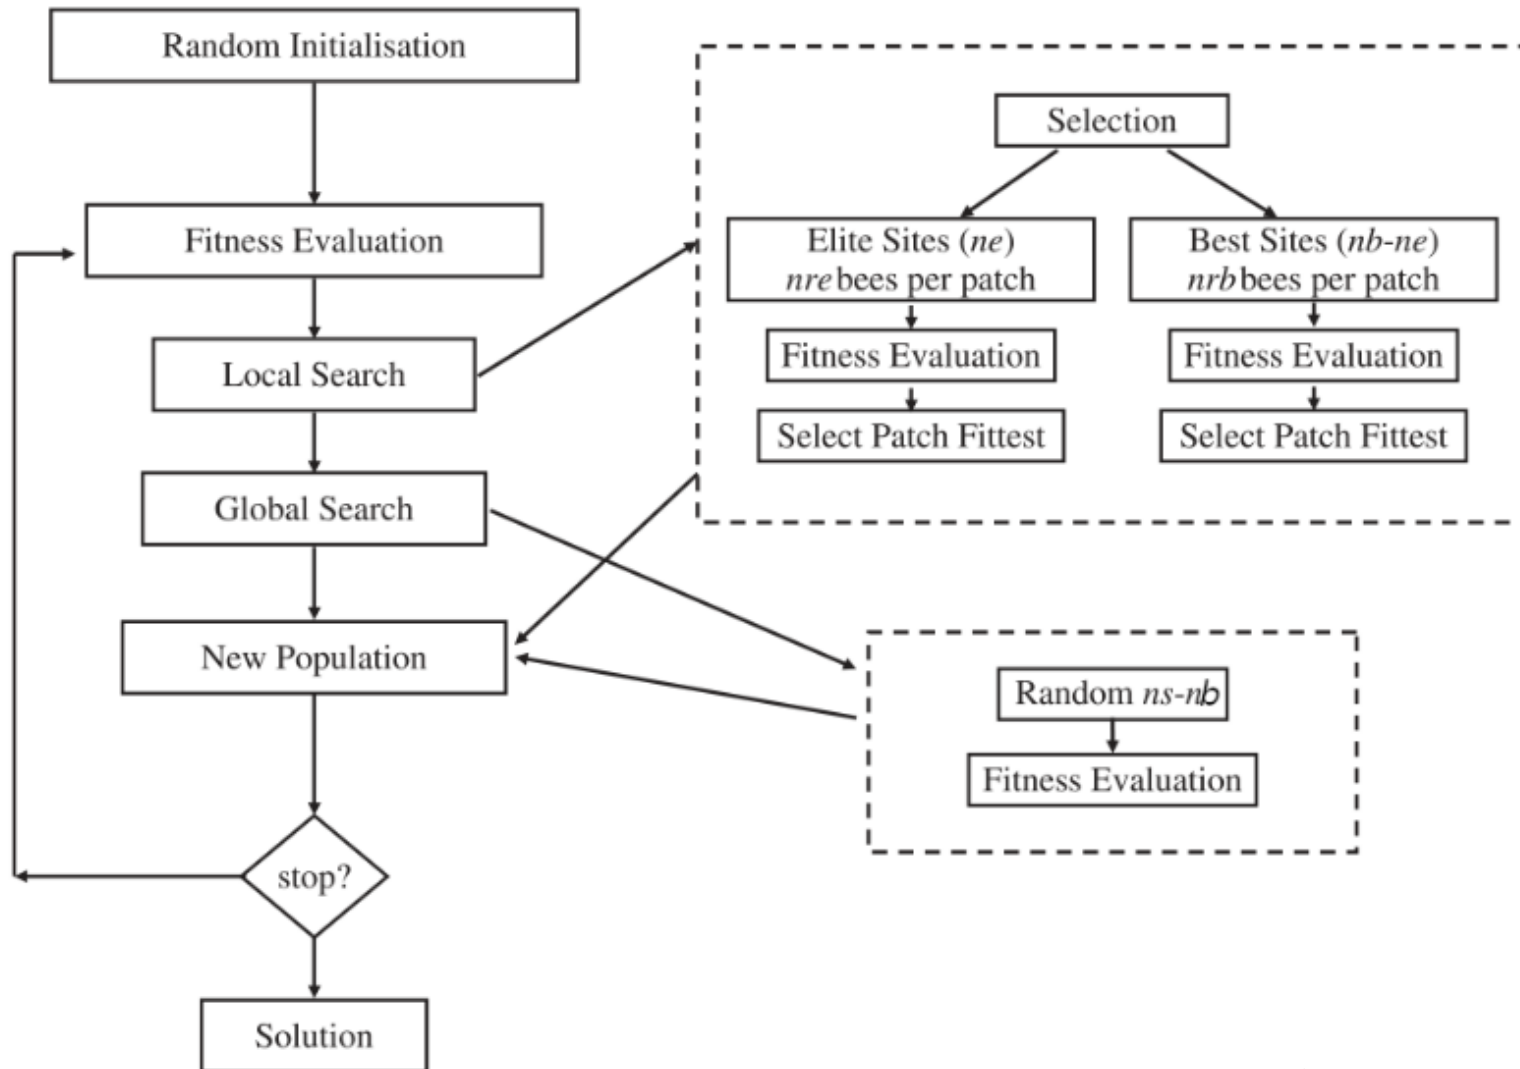 Random Initialisation
Fitness Evaluation
Local Search
Global Search
New Population
stop?
Solution
Selection
Elite Sites (ne)
nre bees per patch
Fitness Evaluation
Select Patch Fittest
Best Sites (nb-ne)
nrb bees per patch
Fitness Evaluation
Select Patch Fittest
Random ns-nb
Fitness Evaluation